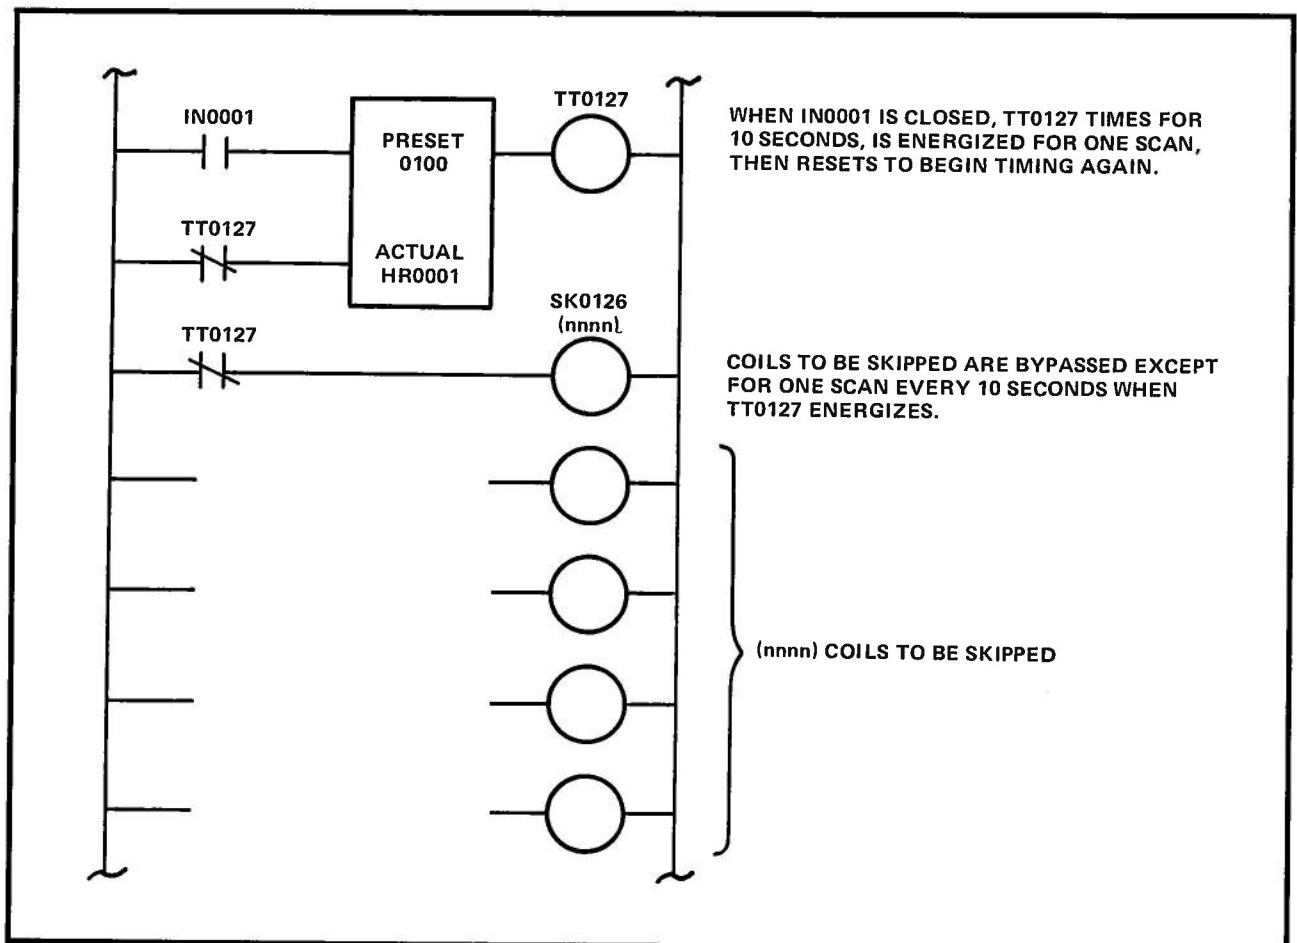 IN0001
PRESET
0100
ACTUAL
HR0001
TT0127
WHEN IN0001 IS CLOSED, TT0127 TIMES FOR
10 SECONDS, IS ENERGIZED FOR ONE SCAN,
THEN RESETS TO BEGIN TIMING AGAIN.
TT0127
TT0127
SK0126
(nnnn)
COILS TO BE SKIPPED ARE BYPASSED EXCEPT
FOR ONE SCAN EVERY 10 SECONDS WHEN
TT0127 ENERGIZES.
(nnnn) COILS TO BE SKIPPED